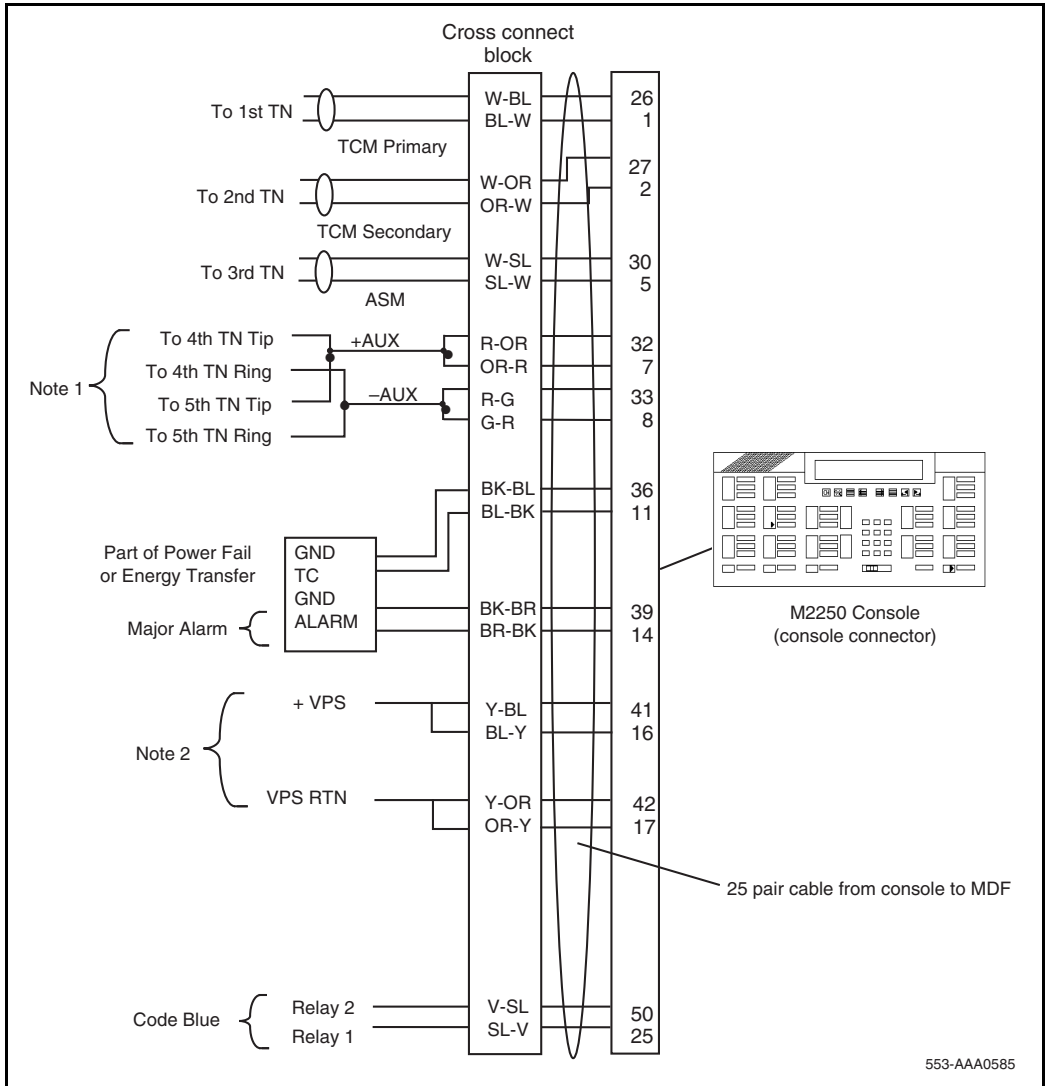 Cross connect
block
To 1st TN
W-BL
BL-W
26
1
TCM Primary
To 2nd TN
W-OR
OR-W
27
2
TCM Secondary
To 3rd TN
W-SL
SL-W
30
5
ASM
Note 1
To 4th TN Tip
To 4th TN Ring
To 5th TN Tip
To 5th TN Ring
+AUX
–AUX
R-OR
OR-R
R-G
G-R
32
7
33
8
BK-BL
BL-BK
36
11
Part of Power Fail
or Energy Transfer
Major Alarm
GND
TC
GND
ALARM
BK-BR
BR-BK
39
14
M2250 Console
(console connector)
Note 2
+ VPS
Y-BL
BL-Y
41
16
VPS RTN
Y-OR
OR-Y
42
17
25 pair cable from console to MDF
Code Blue
Relay 2
Relay 1
V-SL
SL-V
50
25
553-AAA0585